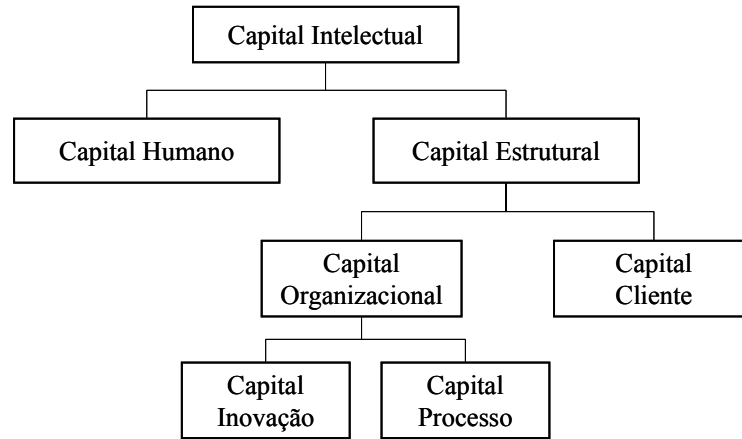 Capital Intelectual
Capital Humano
Capital Estrutural
Capital
Organizacional
Capital
Cliente
Capital
Inovação
Capital
Processo